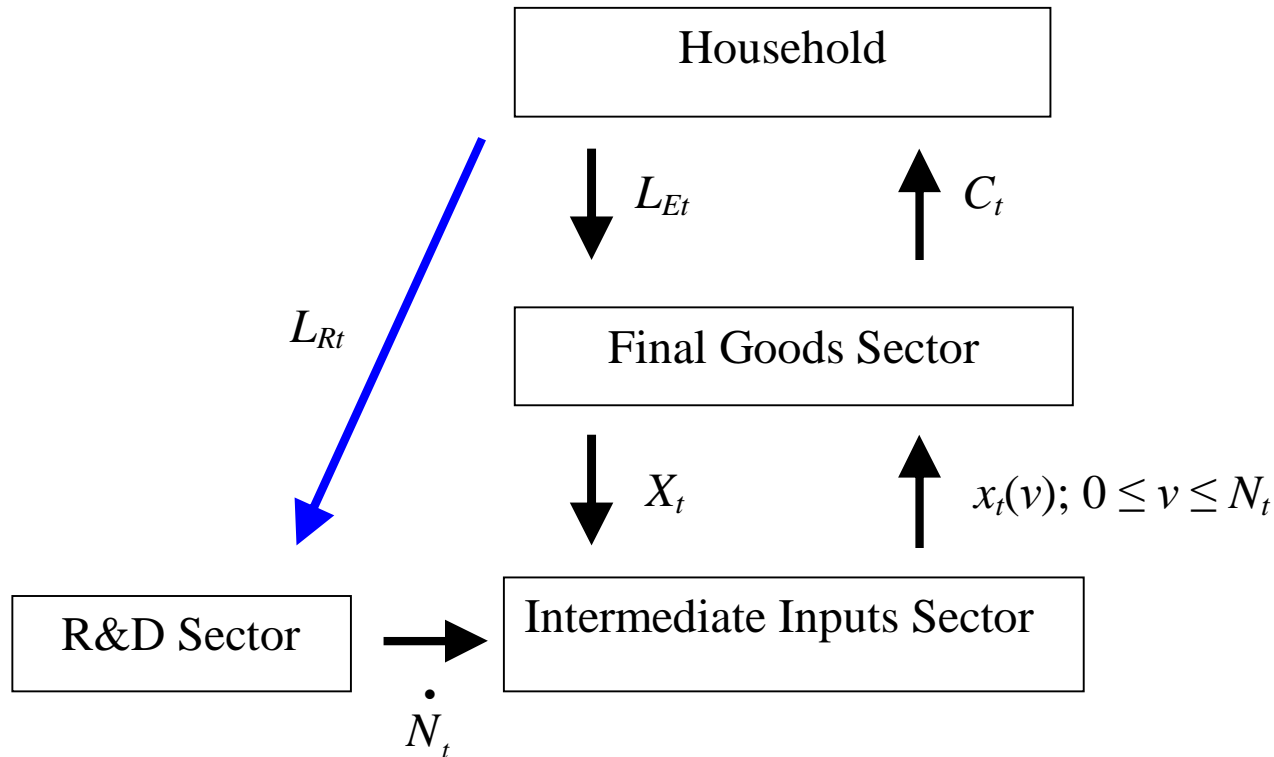 Household
L_Et
C_t
L_Rt
Final Goods Sector
X_t
x_t(v); 0 ≤ v ≤ N_t
R&D Sector
Intermediate Inputs Sector
Ṅ_t